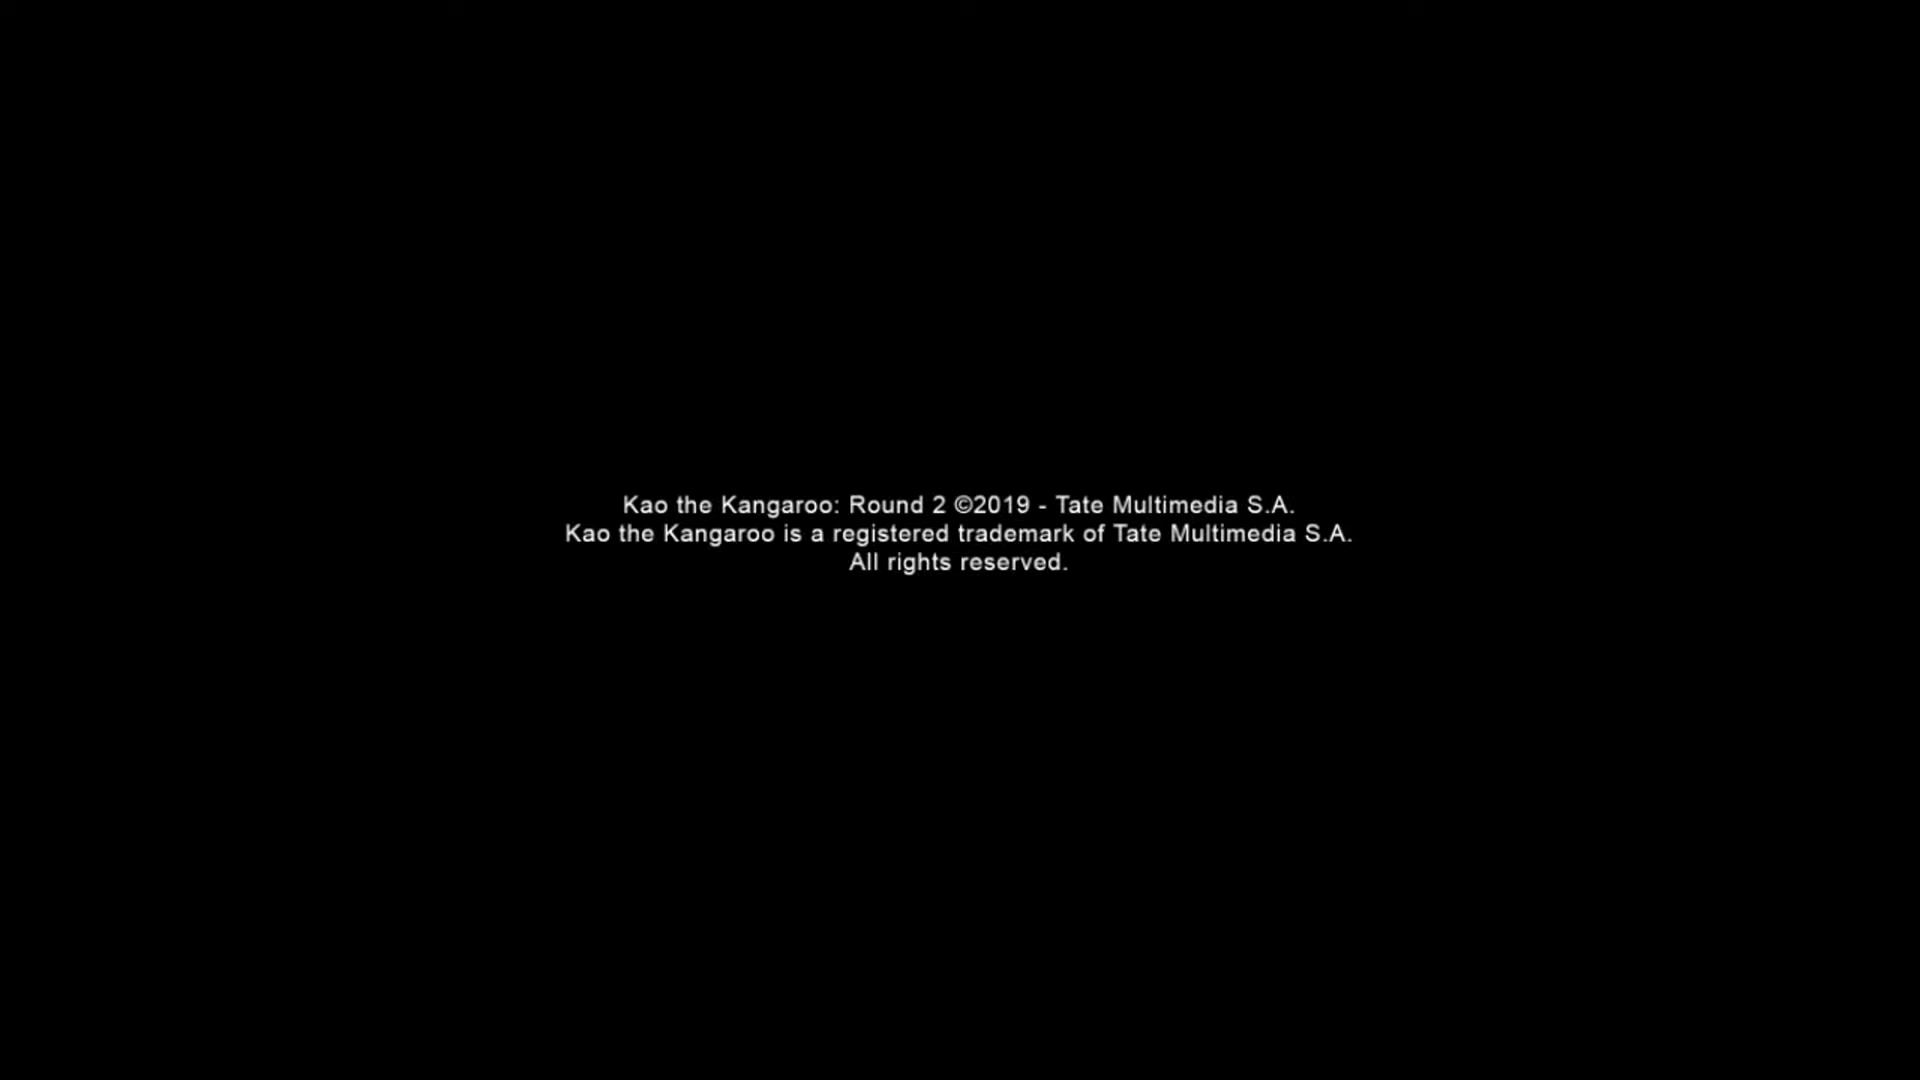 Kao the Kangaroo: Round 2 ©2019 - Tate Multimedia S.A.
Kao the Kangaroo is a registered trademark of Tate Multimedia S.A.
All rights reserved.